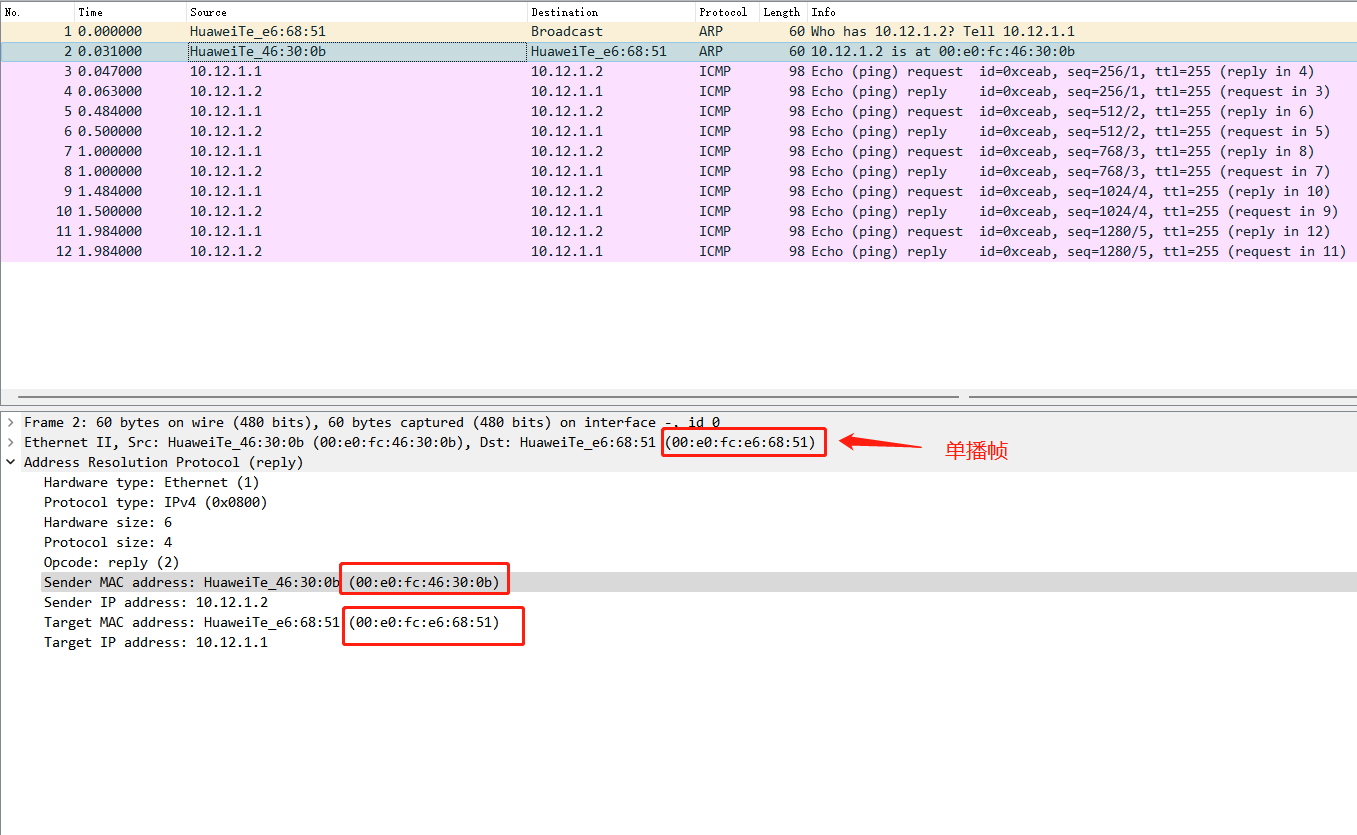 No. Time Source Destination Protocol Length Info
1 0.000000 HuaweiTe_e6:68:51 Broadcast ARP 60 Who has 10.12.1.2? Tell 10.12.1.1
2 0.031000 HuaweiTe_46:30:0b HuaweiTe_e6:68:51 ARP 60 10.12.1.2 is at 00:e0:fc:46:30:0b
3 0.047000 10.12.1.1 10.12.1.2 ICMP 98 Echo (ping) request id=0xceab, seq=256/1, ttl=255 (reply in 4)
4 0.063000 10.12.1.2 10.12.1.1 ICMP 98 Echo (ping) reply id=0xceab, seq=256/1, ttl=255 (request in 3)
5 0.484000 10.12.1.1 10.12.1.2 ICMP 98 Echo (ping) request id=0xceab, seq=512/2, ttl=255 (reply in 6)
6 0.500000 10.12.1.2 10.12.1.1 ICMP 98 Echo (ping) reply id=0xceab, seq=512/2, ttl=255 (request in 5)
7 1.000000 10.12.1.1 10.12.1.2 ICMP 98 Echo (ping) request id=0xceab, seq=768/3, ttl=255 (reply in 8)
8 1.000000 10.12.1.2 10.12.1.1 ICMP 98 Echo (ping) reply id=0xceab, seq=768/3, ttl=255 (request in 7)
9 1.484000 10.12.1.1 10.12.1.2 ICMP 98 Echo (ping) request id=0xceab, seq=1024/4, ttl=255 (reply in 10)
10 1.500000 10.12.1.2 10.12.1.1 ICMP 98 Echo (ping) reply id=0xceab, seq=1024/4, ttl=255 (request in 9)
11 1.984000 10.12.1.1 10.12.1.2 ICMP 98 Echo (ping) request id=0xceab, seq=1280/5, ttl=255 (reply in 12)
12 1.984000 10.12.1.2 10.12.1.1 ICMP 98 Echo (ping) reply id=0xceab, seq=1280/5, ttl=255 (request in 11)
Frame 2: 60 bytes on wire (480 bits), 60 bytes captured (480 bits) on interface -, id 0
Ethernet II, Src: HuaweiTe_46:30:0b (00:e0:fc:46:30:0b), Dst: HuaweiTe_e6:68:51 (00:e0:fc:e6:68:51)
单播帧
Address Resolution Protocol (reply)
Hardware type: Ethernet (1)
Protocol type: IPv4 (0x0800)
Hardware size: 6
Protocol size: 4
Opcode: reply (2)
Sender MAC address: HuaweiTe_46:30:0b (00:e0:fc:46:30:0b)
Sender IP address: 10.12.1.2
Target MAC address: HuaweiTe_e6:68:51 (00:e0:fc:e6:68:51)
Target IP address: 10.12.1.1